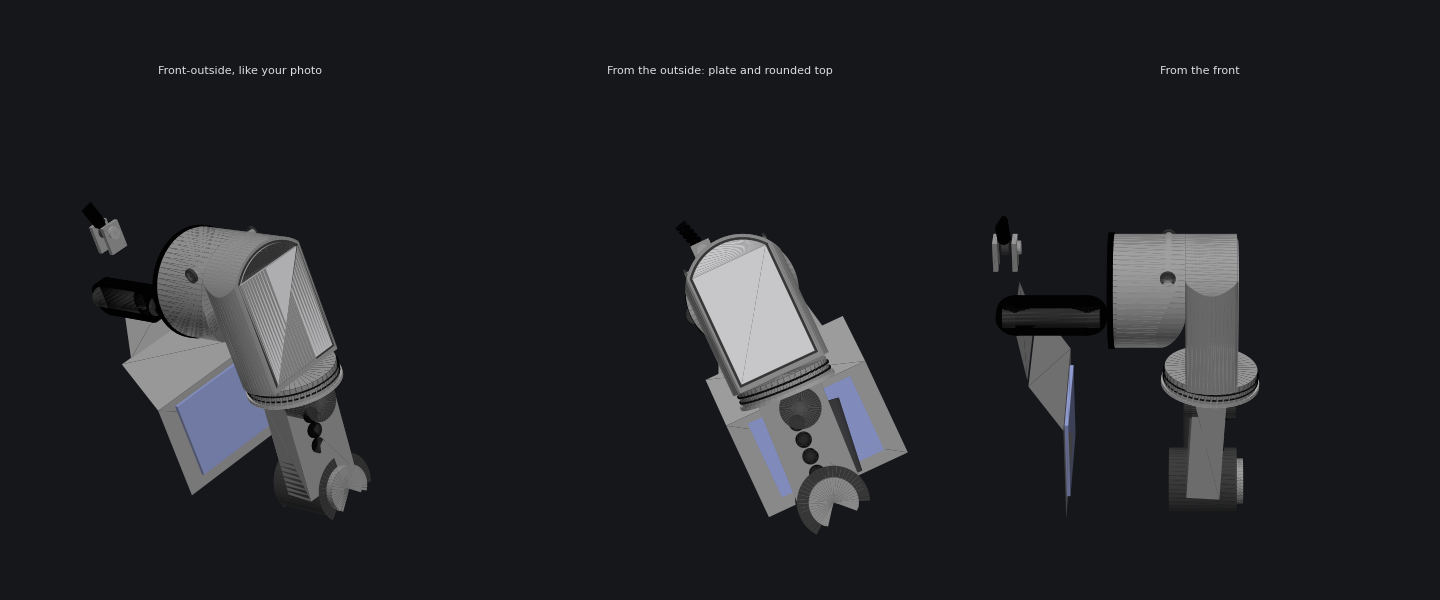 Front-outside, like your photo
From the outside: plate and rounded top
From the front